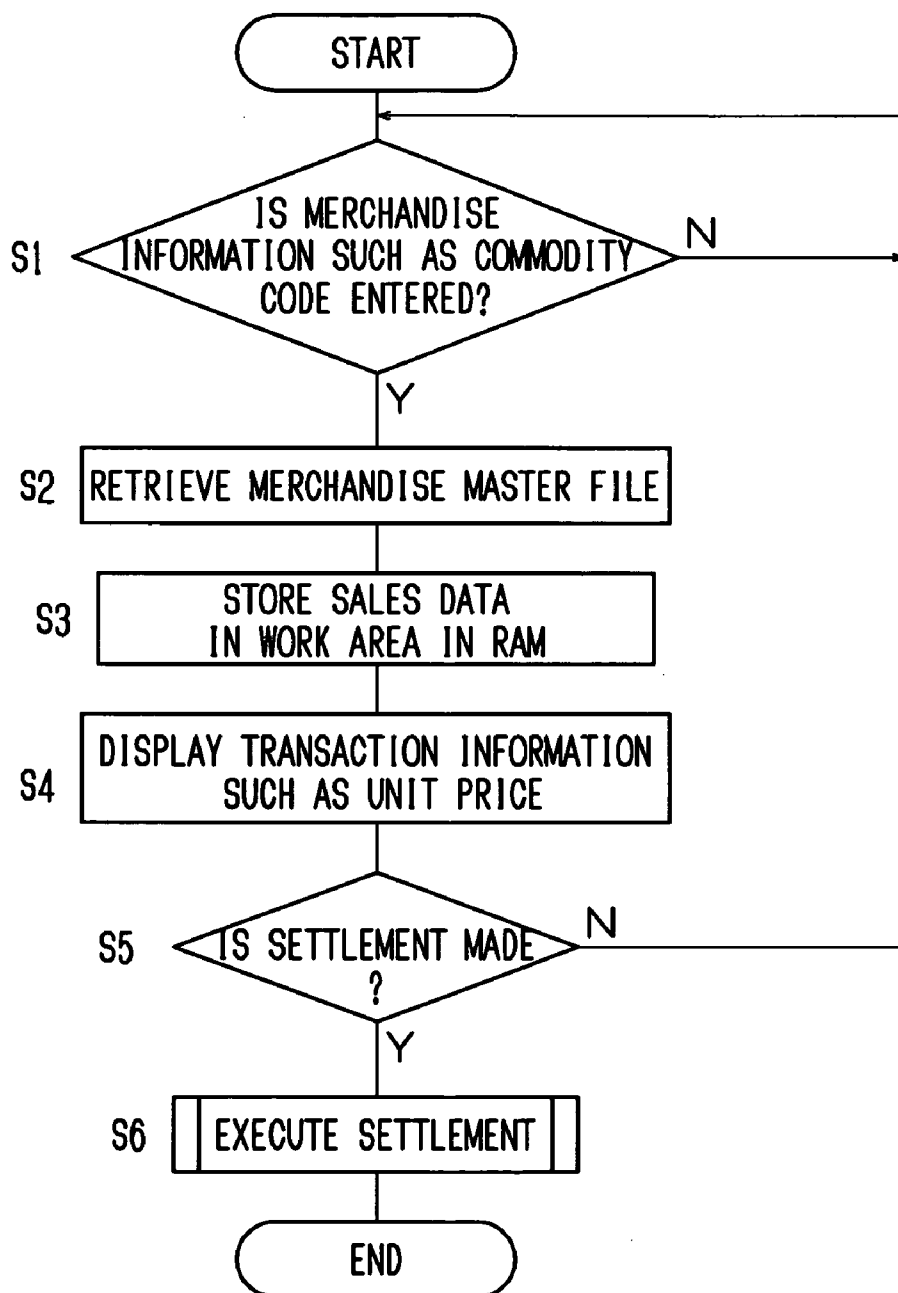 START
S1
IS MERCHANDISE
INFORMATION SUCH AS COMMODITY
CODE ENTERED?
N
Y
S2
RETRIEVE MERCHANDISE MASTER FILE
S3
STORE SALES DATA
IN WORK AREA IN RAM
S4
DISPLAY TRANSACTION INFORMATION
SUCH AS UNIT PRICE
S5
IS SETTLEMENT MADE
?
N
Y
S6
EXECUTE SETTLEMENT
END